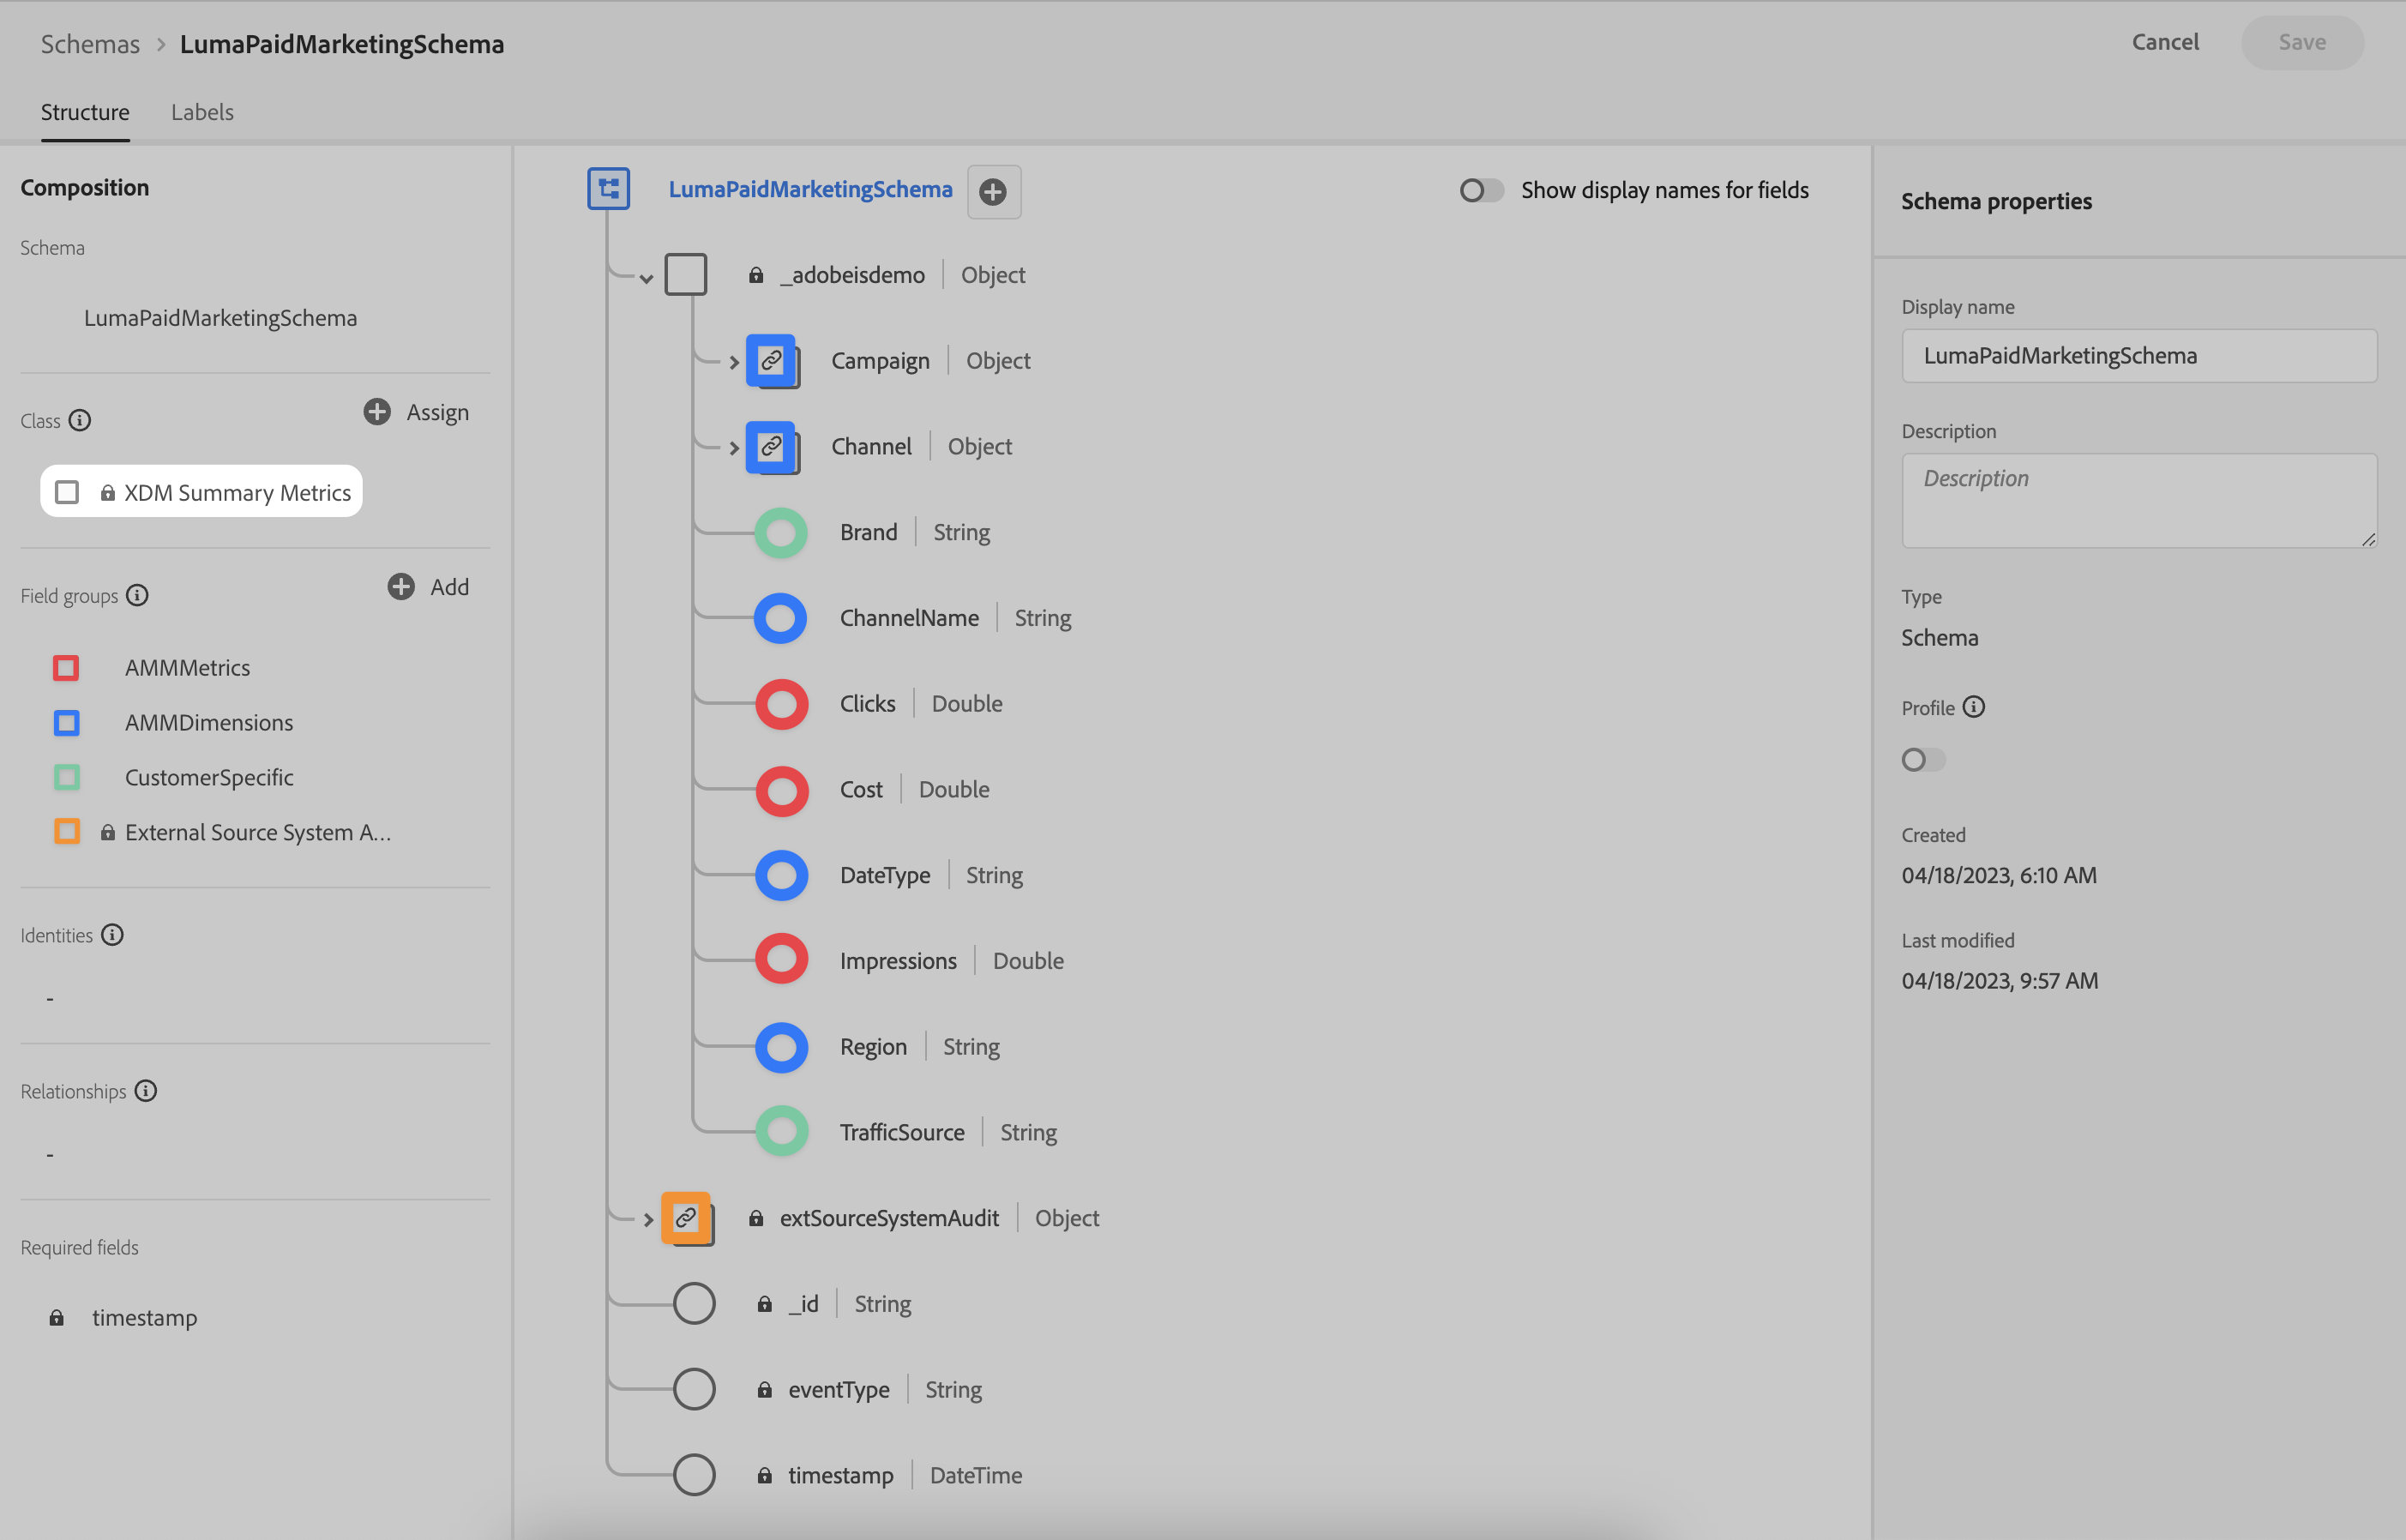 Schemas > LumaPaidMarketingSchema
Cancel
Save
Structure
Labels
Composition
Schema
LumaPaidMarketingSchema
Class
Assign
XDM Summary Metrics
Field groups
Add
AMMMetrics
AMMDimensions
CustomerSpecific
External Source System A...
Identities
-
Relationships
-
Required fields
timestamp
LumaPaidMarketingSchema
Show display names for fields
_adobeisdemo | Object
Campaign | Object
Channel | Object
Brand | String
ChannelName | String
Clicks | Double
Cost | Double
DateType | String
Impressions | Double
Region | String
TrafficSource | String
extSourceSystemAudit | Object
_id | String
eventType | String
timestamp | DateTime
Schema properties
Display name
LumaPaidMarketingSchema
Description
Description
Type
Schema
Profile
Created
04/18/2023, 6:10 AM
Last modified
04/18/2023, 9:57 AM